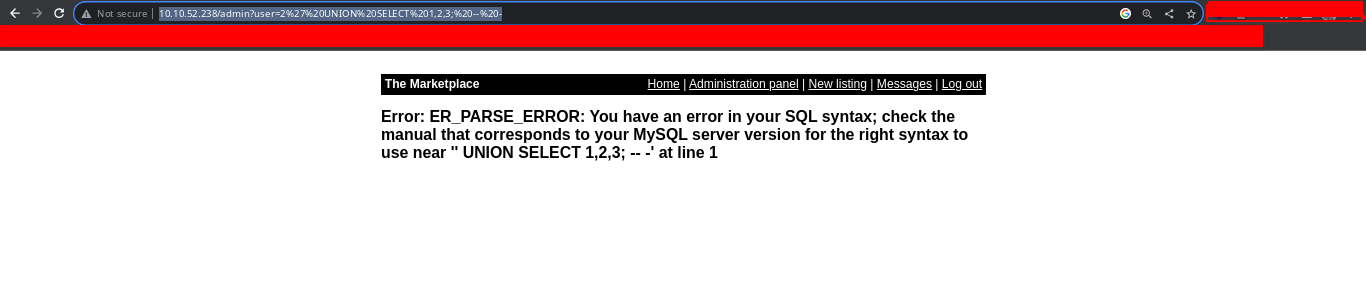 Not secure | 10.10.52.238/admin?user=2%27%20UNION%20SELECT%201,2,3;%20--%20-
The Marketplace Home | Administration panel | New listing | Messages | Log out
Error: ER_PARSE_ERROR: You have an error in your SQL syntax; check the
manual that corresponds to your MySQL server version for the right syntax to
use near '' UNION SELECT 1,2,3; -- -' at line 1